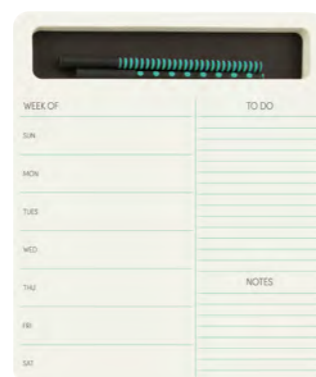 WEEK OF
TO DO
SUN
MON
TUES
WED
THU
NOTES
FRI
SAT